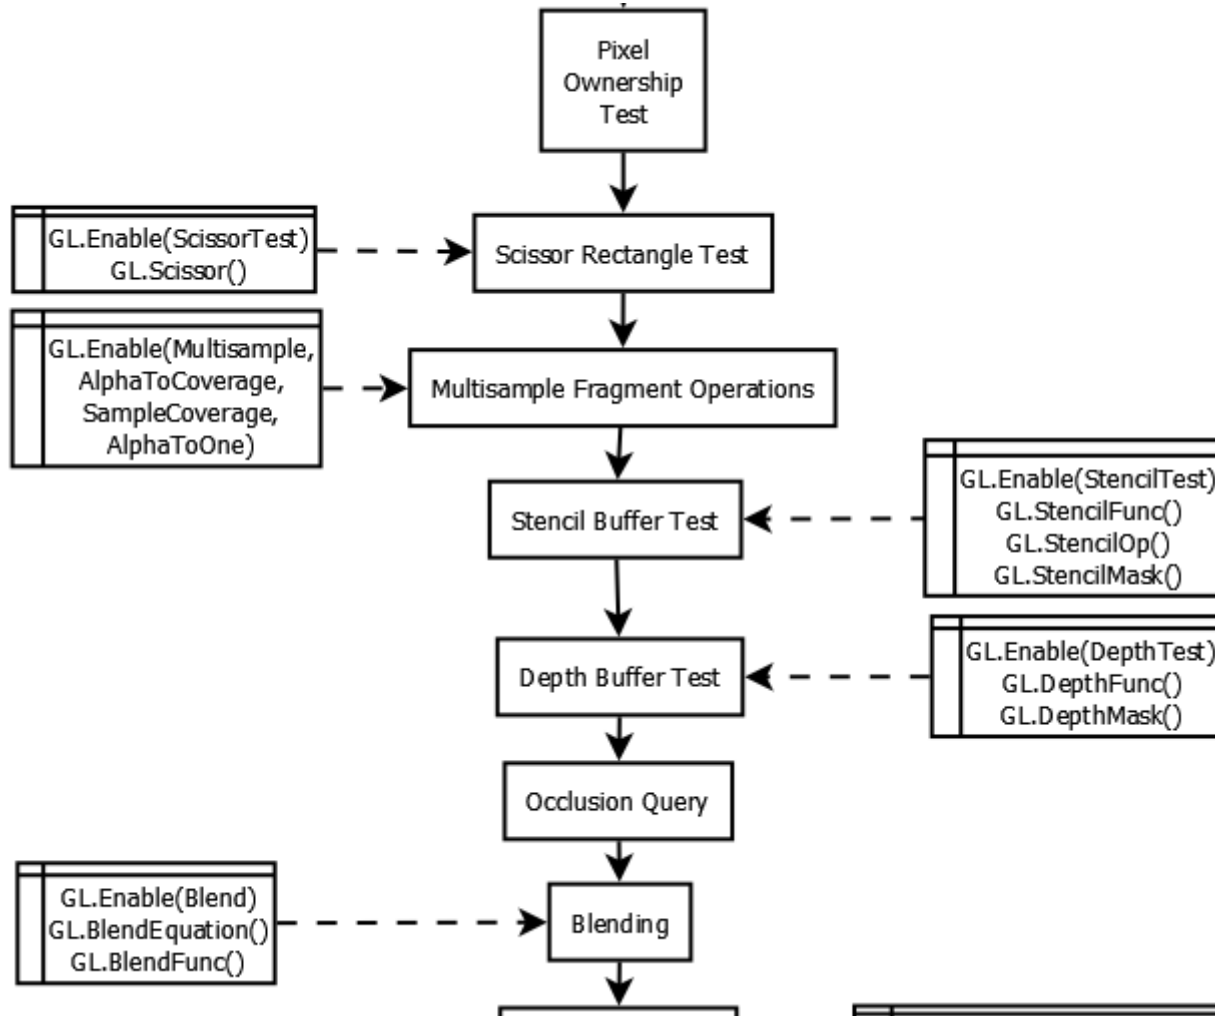 Pixel
Ownership
Test
GL.Enable(ScissorTest)
GL.Scissor()
Scissor Rectangle Test
GL.Enable(Multisample,
AlphaToCoverage,
SampleCoverage,
AlphaToOne)
Multisample Fragment Operations
Stencil Buffer Test
GL.Enable(StencilTest)
GL.StencilFunc()
GL.StencilOp()
GL.StencilMask()
Depth Buffer Test
GL.Enable(DepthTest)
GL.DepthFunc()
GL.DepthMask()
Occlusion Query
GL.Enable(Blend)
GL.BlendEquation()
GL.BlendFunc()
Blending